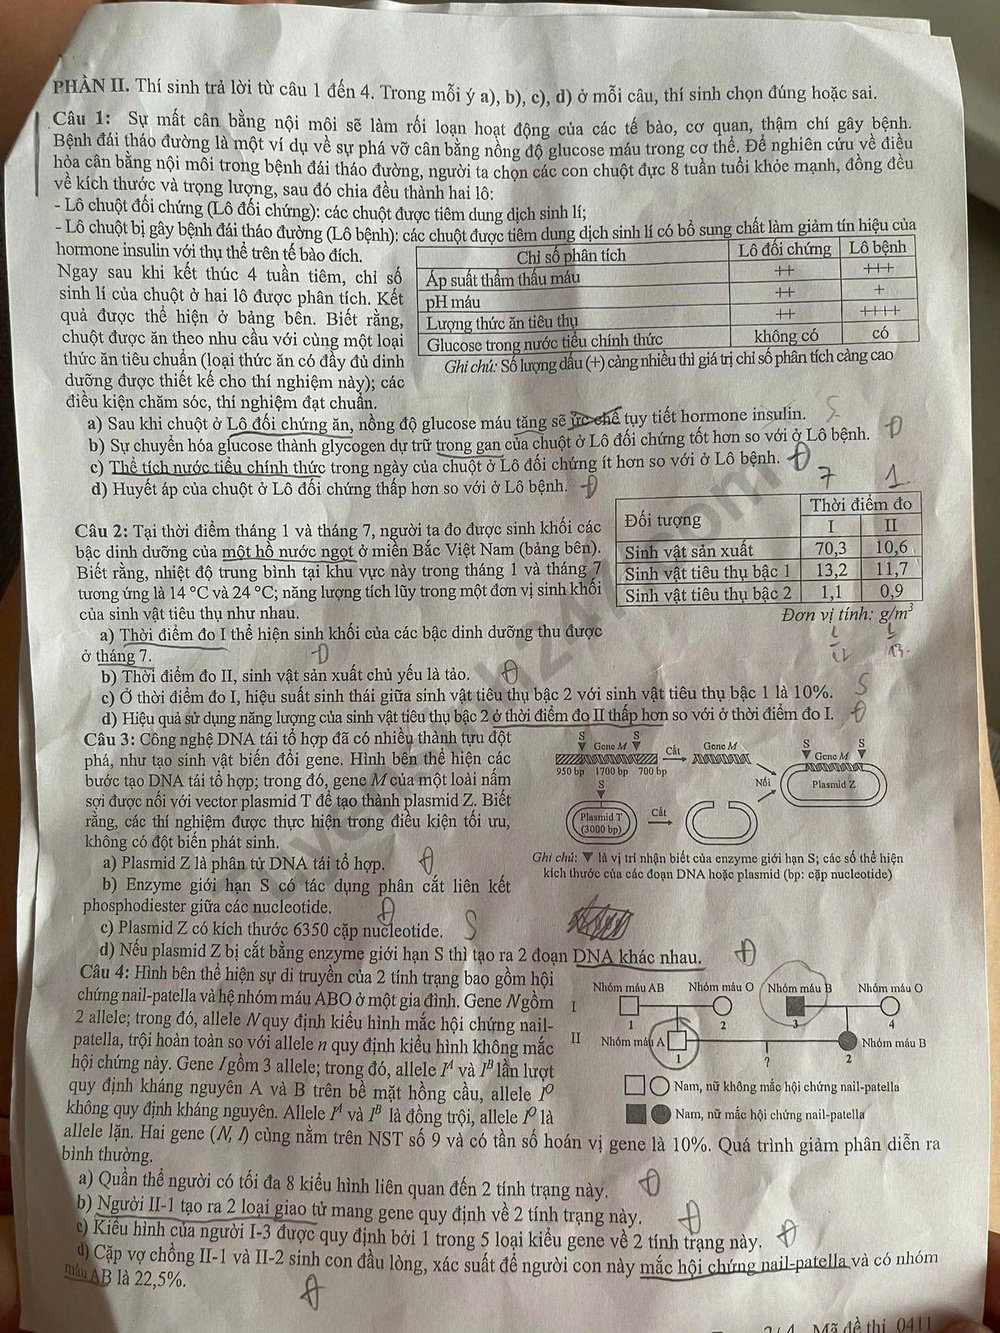 PHẦN II. Thí sinh trả lời từ câu 1 đến 4. Trong mỗi ý a), b), c), d) ở mỗi câu, thí sinh chọn đúng hoặc sai.
Câu 1: Sự mất cân bằng nội môi sẽ làm rối loạn hoạt động của các tế bào, cơ quan, thậm chí gây bệnh.
Bệnh đái tháo đường là một ví dụ về sự phá vỡ cân bằng nồng độ glucose máu trong cơ thể. Để nghiên cứu về điều
hòa cân bằng nội môi trong bệnh đái tháo đường, người ta chọn các con chuột đực 8 tuần tuổi khỏe mạnh, đồng đều
về kích thước và trọng lượng, sau đó chia đều thành hai lô:
- Lô chuột đối chứng (Lô đối chứng): các chuột được tiêm dung dịch sinh lí;
- Lô chuột bị gây bệnh đái tháo đường (Lô bệnh): các chuột được tiêm dung dịch sinh lí có bổ sung chất làm giảm tín hiệu của
hormone insulin với thụ thể trên tế bào đích.
Ngay sau khi kết thúc 4 tuần tiêm, chỉ số
sinh lí của chuột ở hai lô được phân tích. Kết
quả được thể hiện ở bảng bên. Biết rằng,
chuột được ăn theo nhu cầu với cùng một loại
thức ăn tiêu chuẩn (loại thức ăn có đầy đủ dinh
dưỡng được thiết kế cho thí nghiệm này); các
điều kiện chăm sóc, thí nghiệm đạt chuẩn.
Chỉ số phân tích Lô đối chứng Lô bệnh
Áp suất thẩm thấu máu ++ +++
pH máu ++ +
Lượng thức ăn tiêu thụ ++ ++++
Glucose trong nước tiểu chính thức không có có
Ghi chú: Số lượng dấu (+) càng nhiều thì giá trị chỉ số phân tích càng cao
a) Sau khi chuột ở Lô đối chứng ăn, nồng độ glucose máu tăng sẽ ức chế tụy tiết hormone insulin. S
b) Sự chuyển hóa glucose thành glycogen dự trữ trong gan của chuột ở Lô đối chứng tốt hơn so với ở Lô bệnh. Đ
c) Thể tích nước tiểu chính thức trong ngày của chuột ở Lô đối chứng ít hơn so với ở Lô bệnh. Đ
d) Huyết áp của chuột ở Lô đối chứng thấp hơn so với ở Lô bệnh. Đ
7 1
Câu 2: Tại thời điểm tháng 1 và tháng 7, người ta đo được sinh khối các
bậc dinh dưỡng của một hồ nước ngọt ở miền Bắc Việt Nam (bảng bên).
Biết rằng, nhiệt độ trung bình tại khu vực này trong tháng 1 và tháng 7
tương ứng là 14 °C và 24 °C; năng lượng tích lũy trong một đơn vị sinh khối
của sinh vật tiêu thụ như nhau.
Đối tượng Thời điểm đo
I II
Sinh vật sản xuất 70,3 10,6
Sinh vật tiêu thụ bậc 1 13,2 11,7
Sinh vật tiêu thụ bậc 2 1,1 0,9
Đơn vị tính: g/m³
a) Thời điểm đo I thể hiện sinh khối của các bậc dinh dưỡng thu được
ở tháng 7. Đ
b) Thời điểm đo II, sinh vật sản xuất chủ yếu là tảo. Đ
c) Ở thời điểm đo I, hiệu suất sinh thái giữa sinh vật tiêu thụ bậc 2 với sinh vật tiêu thụ bậc 1 là 10%. S
d) Hiệu quả sử dụng năng lượng của sinh vật tiêu thụ bậc 2 ở thời điểm đo II thấp hơn so với ở thời điểm đo I. Đ
Câu 3: Công nghệ DNA tái tổ hợp đã có nhiều thành tựu đột
phá, như tạo sinh vật biến đổi gene. Hình bên thể hiện các
bước tạo DNA tái tổ hợp; trong đó, gene M của một loài nấm
sợi được nối với vector plasmid T để tạo thành plasmid Z. Biết
rằng, các thí nghiệm được thực hiện trong điều kiện tối ưu,
không có đột biến phát sinh.
S S
Gene M
950 bp 1700 bp 700 bp
Cắt
Gene M
S
Plasmid T
(3000 bp)
Cắt
Nối
S S
Gene M
Plasmid Z
Ghi chú: ▼ là vị trí nhận biết của enzyme giới hạn S; các số thể hiện
kích thước của các đoạn DNA hoặc plasmid (bp: cặp nucleotide)
a) Plasmid Z là phân tử DNA tái tổ hợp. Đ
b) Enzyme giới hạn S có tác dụng phân cắt liên kết
phosphodiester giữa các nucleotide. Đ
c) Plasmid Z có kích thước 6350 cặp nucleotide. S
d) Nếu plasmid Z bị cắt bằng enzyme giới hạn S thì tạo ra 2 đoạn DNA khác nhau. Đ
Câu 4: Hình bên thể hiện sự di truyền của 2 tính trạng bao gồm hội
chứng nail-patella và hệ nhóm máu ABO ở một gia đình. Gene N gồm
2 allele; trong đó, allele N quy định kiểu hình mắc hội chứng nail-
patella, trội hoàn toàn so với allele n quy định kiểu hình không mắc
hội chứng này. Gene I gồm 3 allele; trong đó, allele Iᴬ và Iᴮ lần lượt
quy định kháng nguyên A và B trên bề mặt hồng cầu, allele Iᴼ
không quy định kháng nguyên. Allele Iᴬ và Iᴮ là đồng trội, allele Iᴼ là
allele lặn. Hai gene (N, I) cùng nằm trên NST số 9 và có tần số hoán vị gene là 10%. Quá trình giảm phân diễn ra
bình thường.
Nhóm máu AB Nhóm máu O Nhóm máu B Nhóm máu O
I
1 2 3 4
II Nhóm máu A Nhóm máu B
1 ? 2
Nam, nữ không mắc hội chứng nail-patella
Nam, nữ mắc hội chứng nail-patella
a) Quần thể người có tối đa 8 kiểu hình liên quan đến 2 tính trạng này. Đ
b) Người II-1 tạo ra 2 loại giao tử mang gene quy định về 2 tính trạng này. Đ
c) Kiểu hình của người I-3 được quy định bởi 1 trong 5 loại kiểu gene về 2 tính trạng này. Đ
d) Cặp vợ chồng II-1 và II-2 sinh con đầu lòng, xác suất để người con này mắc hội chứng nail-patella và có nhóm
máu AB là 22,5%. Đ
Mã đề thi 0411